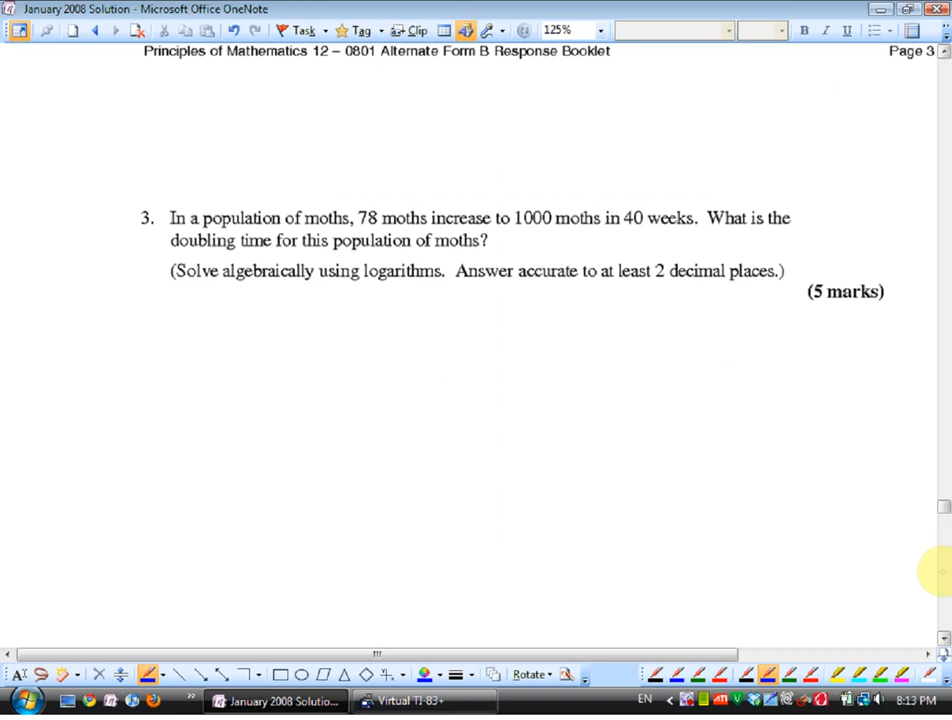 January 2008 Solution - Microsoft Office OneNote
Task Tag Clip 125% B I U
Principles of Mathematics 12 – 0801 Alternate Form B Response Booklet Page 3
3. In a population of moths, 78 moths increase to 1000 moths in 40 weeks. What is the
doubling time for this population of moths?
(Solve algebraically using logarithms. Answer accurate to at least 2 decimal places.)
(5 marks)
Rotate
January 2008 Solutio... Virtual TI-83+ EN 8:13 PM